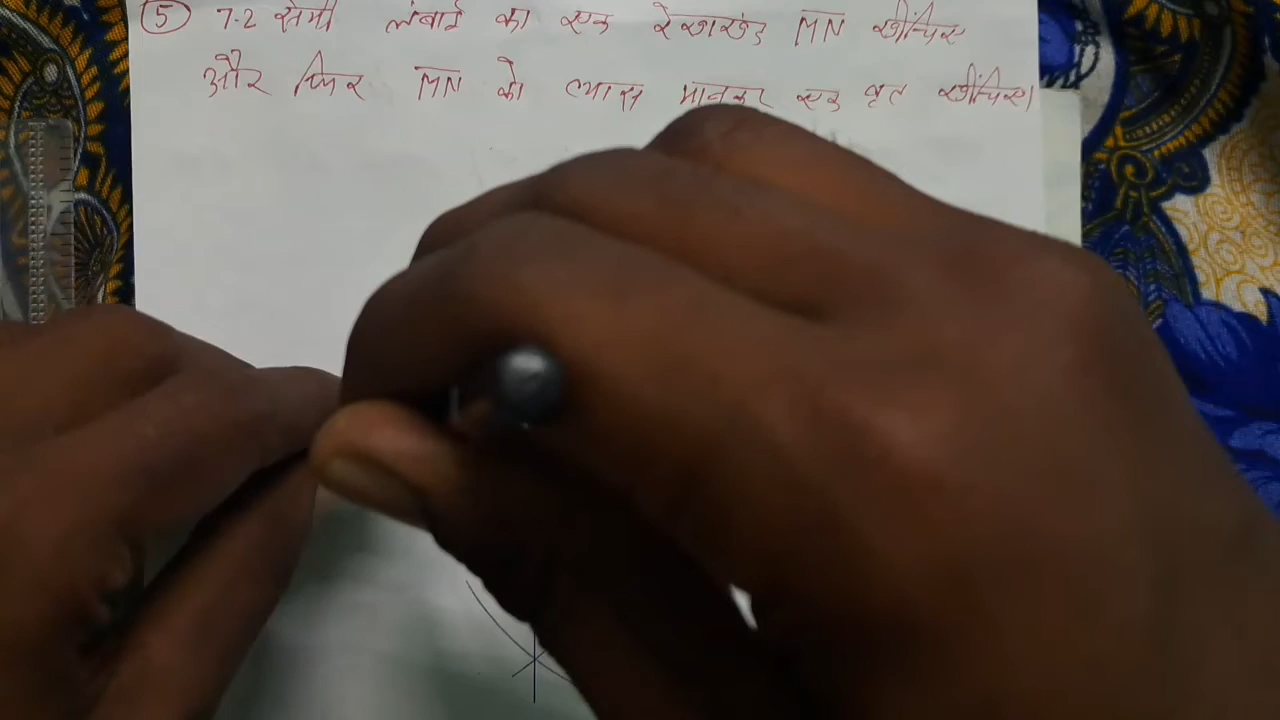 ⑤ 7.2 सेमी लंबाई का एक रेखाखंड MN खींचिए
और फिर MN को व्यास मानकर एक वृत खींचिए।